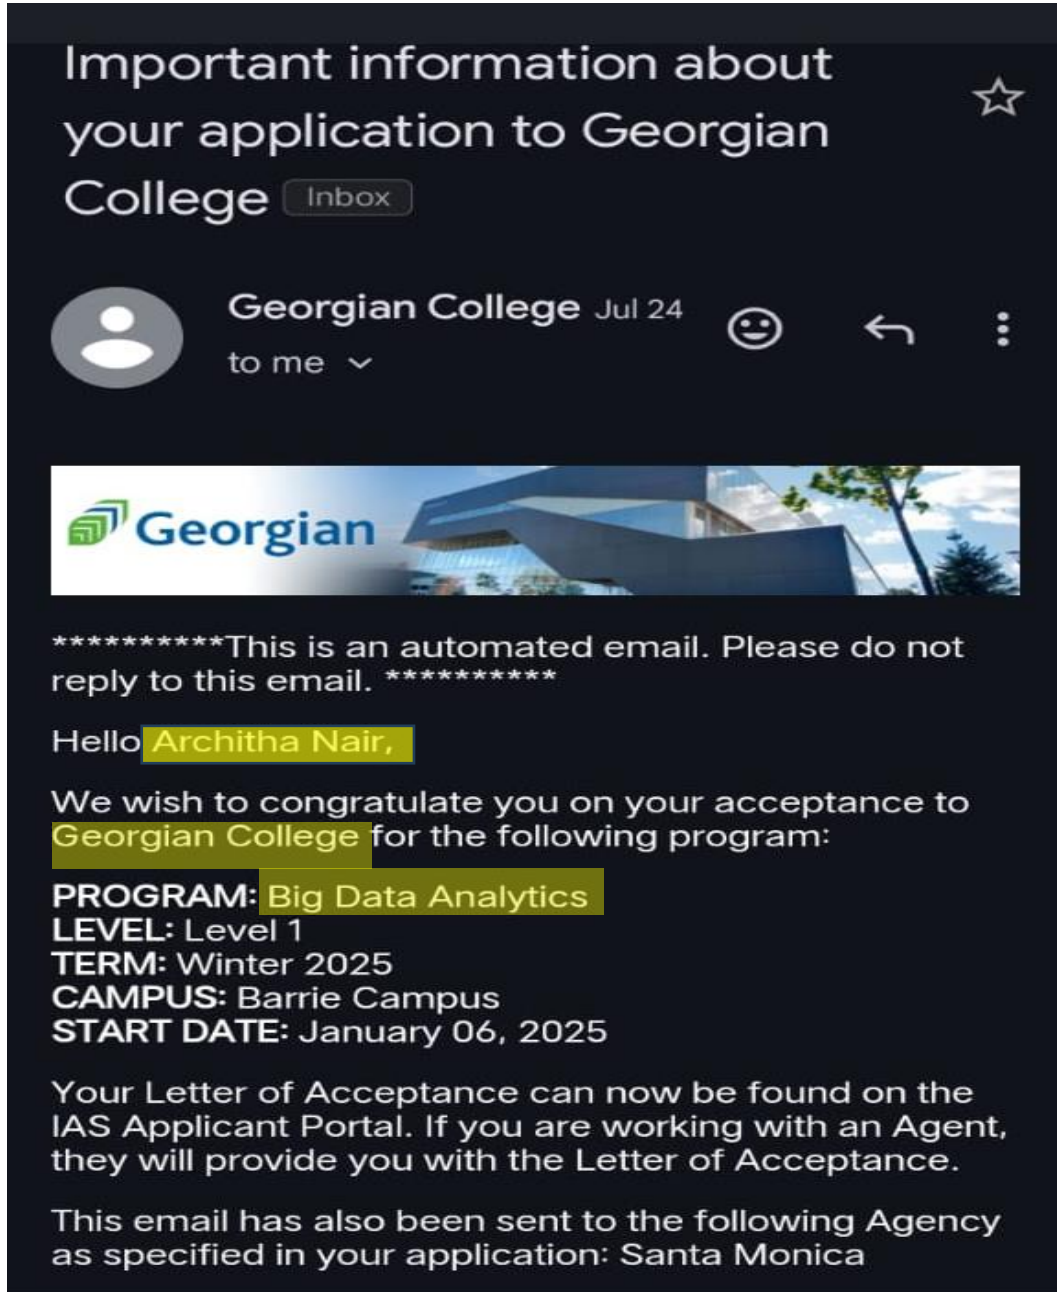 Important information about
your application to Georgian
College Inbox
Georgian College Jul 24
to me
Georgian
**********This is an automated email. Please do not
reply to this email. **********
Hello Architha Nair,
We wish to congratulate you on your acceptance to
Georgian College for the following program:
PROGRAM: Big Data Analytics
LEVEL: Level 1
TERM: Winter 2025
CAMPUS: Barrie Campus
START DATE: January 06, 2025
Your Letter of Acceptance can now be found on the
IAS Applicant Portal. If you are working with an Agent,
they will provide you with the Letter of Acceptance.
This email has also been sent to the following Agency
as specified in your application: Santa Monica